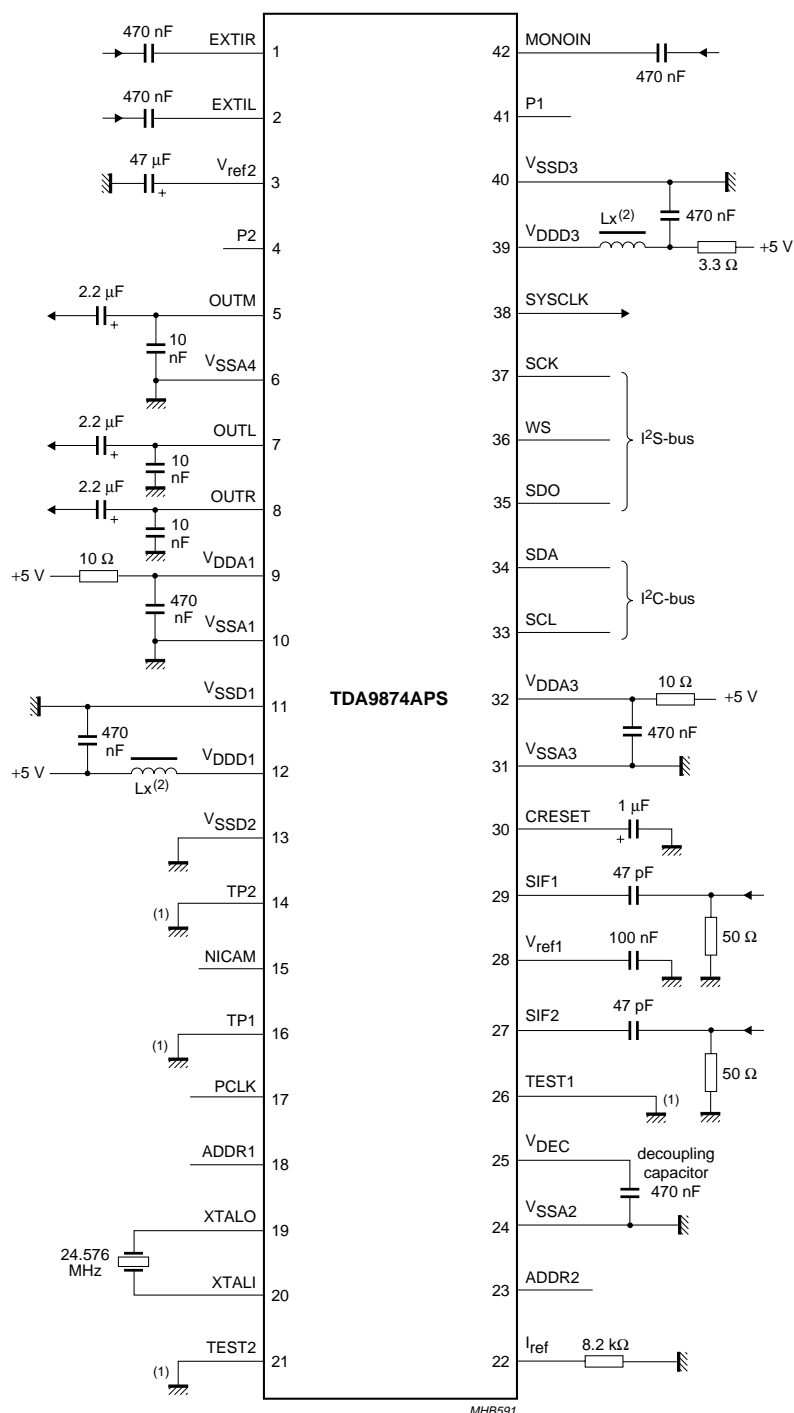 470 nF
EXTIR
1
470 nF
EXTIL
2
47 μF
+
Vref2
3
P2
4
2.2 μF
+
OUTM
5
10
nF
VSSA4
6
2.2 μF
+
OUTL
7
10
nF
2.2 μF
+
OUTR
8
10
nF
+5 V
10 Ω
VDDA1
9
470
nF
VSSA1
10
VSSD1
11
470
nF
+5 V
Lx(2)
VDDD1
12
VSSD2
13
(1)
TP2
14
NICAM
15
(1)
TP1
16
PCLK
17
ADDR1
18
XTALO
19
24.576
MHz
XTALI
20
(1)
TEST2
21
TDA9874APS
42
MONOIN
470 nF
41
P1
40
VSSD3
470 nF
39
VDDD3
Lx(2)
3.3 Ω
+5 V
38
SYSCLK
37
SCK
36
WS
I2S-bus
35
SDO
34
SDA
I2C-bus
33
SCL
32
VDDA3
10 Ω
+5 V
470 nF
31
VSSA3
30
CRESET
1 μF
+
29
SIF1
47 pF
50 Ω
28
Vref1
100 nF
27
SIF2
47 pF
50 Ω
26
TEST1
(1)
25
VDEC
decoupling
capacitor
470 nF
24
VSSA2
23
ADDR2
22
Iref
8.2 kΩ
MHB591